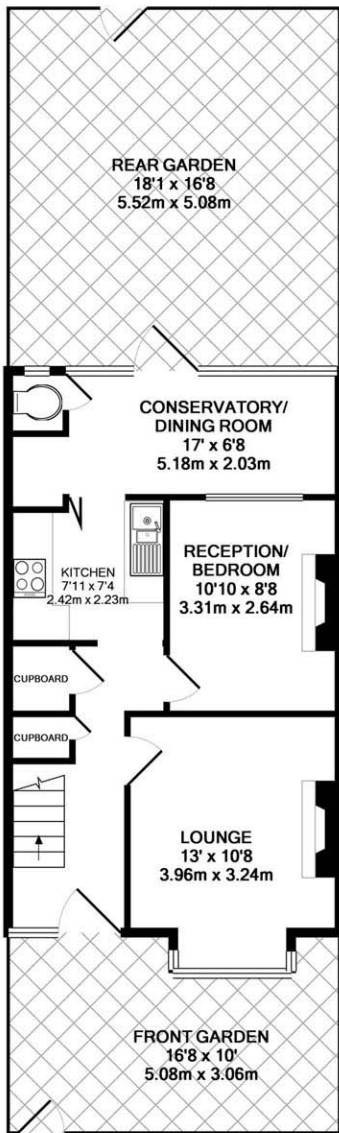 REAR GARDEN
18'1 x 16'8
5.52m x 5.08m
CONSERVATORY/
DINING ROOM
17' x 6'8
5.18m x 2.03m
KITCHEN
7'11 x 7'4
2.42m x 2.23m
RECEPTION/
BEDROOM
10'10 x 8'8
3.31m x 2.64m
CUPBOARD
CUPBOARD
LOUNGE
13' x 10'8
3.96m x 3.24m
FRONT GARDEN
16'8 x 10'
5.08m x 3.06m